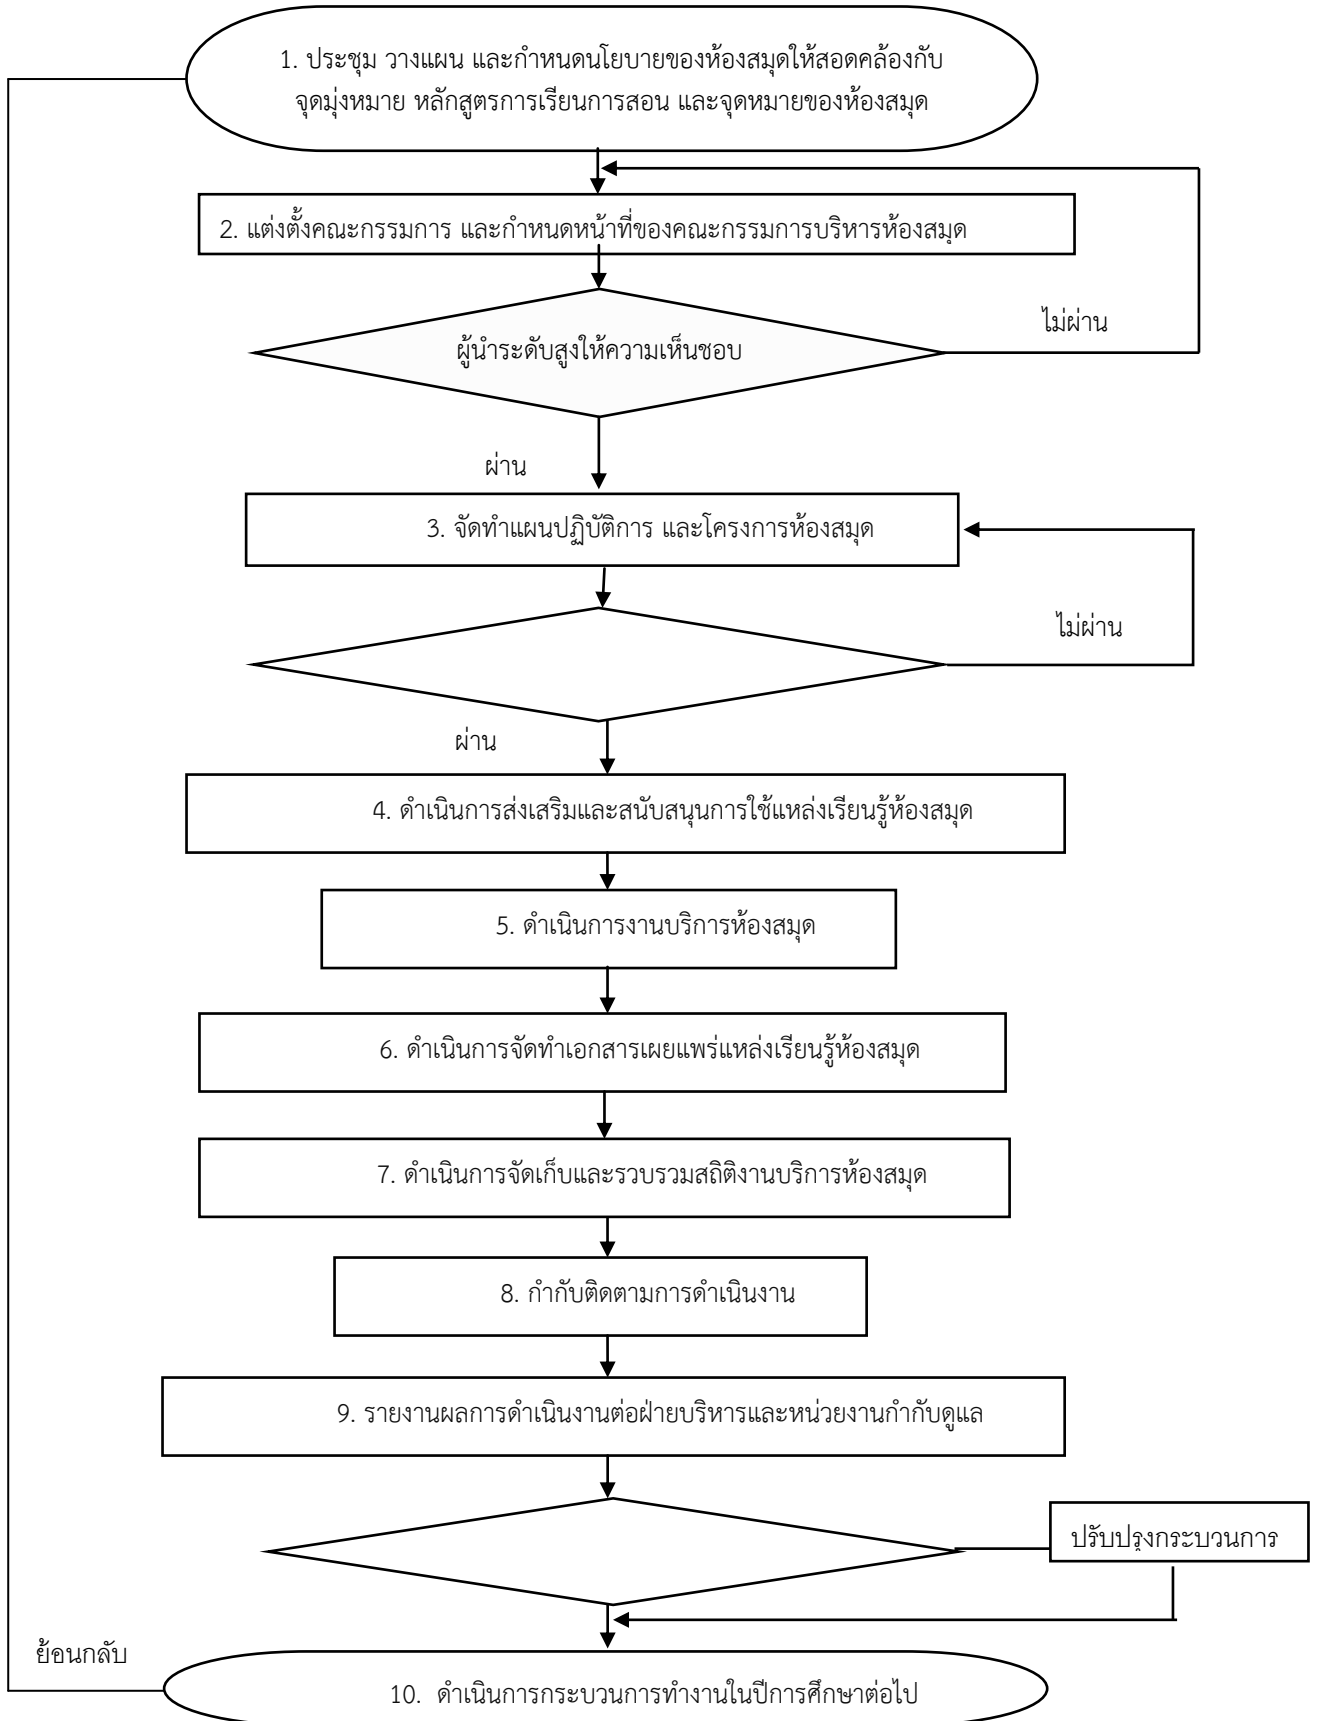 1. ประชุม วางแผน และกำหนดนโยบายของห้องสมุดให้สอดคล้องกับ
จุดมุ่งหมาย หลักสูตรการเรียนการสอน และจุดหมายของห้องสมุด
2. แต่งตั้งคณะกรรมการ และกำหนดหน้าที่ของคณะกรรมการบริหารห้องสมุด
ไม่ผ่าน
ผู้นำระดับสูงให้ความเห็นชอบ
ผ่าน
3. จัดทำแผนปฏิบัติการ และโครงการห้องสมุด
ไม่ผ่าน
ผ่าน
4. ดำเนินการส่งเสริมและสนับสนุนการใช้แหล่งเรียนรู้ห้องสมุด
5. ดำเนินการงานบริการห้องสมุด
6. ดำเนินการจัดทำเอกสารเผยแพร่แหล่งเรียนรู้ห้องสมุด
7. ดำเนินการจัดเก็บและรวบรวมสถิติงานบริการห้องสมุด
8. กำกับติดตามการดำเนินงาน
9. รายงานผลการดำเนินงานต่อฝ่ายบริหารและหน่วยงานกำกับดูแล
ปรับปรุงกระบวนการ
ย้อนกลับ
10. ดำเนินการกระบวนการทำงานในปีการศึกษาต่อไป